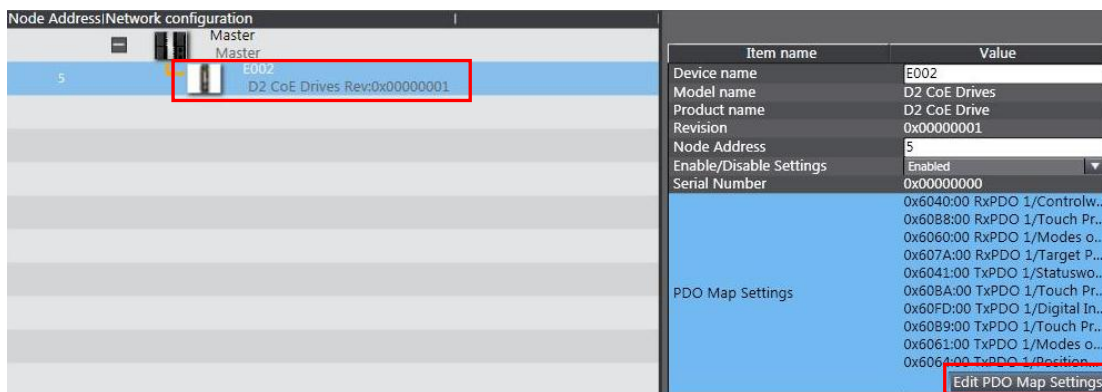 Node Address Network configuration
Master
Master
5
E002
D2 CoE Drives Rev:0x00000001
Item name Value
Device name E002
Model name D2 CoE Drives
Product name D2 CoE Drive
Revision 0x00000001
Node Address 5
Enable/Disable Settings Enabled
Serial Number 0x00000000
PDO Map Settings
0x6040:00 RxPDO 1/Controlw..
0x60B8:00 RxPDO 1/Touch Pr..
0x6060:00 RxPDO 1/Modes o..
0x607A:00 RxPDO 1/Target P..
0x6041:00 TxPDO 1/Statuswo..
0x60BA:00 TxPDO 1/Touch Pr..
0x60FD:00 TxPDO 1/Digital In..
0x60B9:00 TxPDO 1/Touch Pr..
0x6061:00 TxPDO 1/Modes o..
0x6064:00 TxPDO 1/Position..
Edit PDO Map Settings